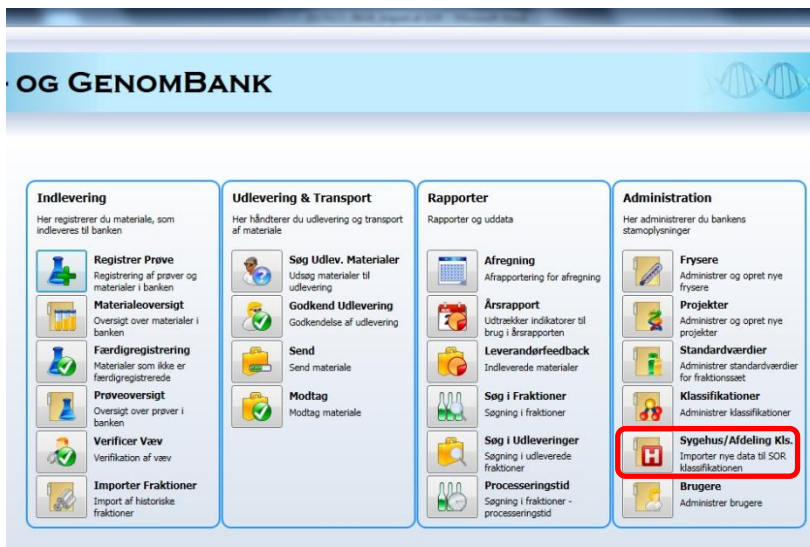 OG GENOMBANK
Indlevering
Her registrerer du materiale, som
indleveres til banken
Registrer Prøve
Registrering af prøver og
materialer i banken
Materialeoversigt
Oversigt over materialer i
banken
Færdigregistrering
Materialer som ikke er
færdigregistrerede
Prøveoversigt
Oversigt over prøver i
banken
Verificer Væv
Verifikation af væv
Importer Fraktioner
Import af historiske
fraktioner
Udlevering & Transport
Her håndterer du udlevering og transport
af materiale
Søg Udlev. Materialer
Udsøg materialer til
udlevering
Godkend Udlevering
Godkendelse af udlevering
Send
Send materiale
Modtag
Modtag materiale
Rapporter
Rapporter og uddata
Afregning
Afrapportering for afregning
Årsrapport
Udtrækker indikatorer til
brug i årsrapporten
Leverandørfeedback
Indleverede materialer
Søg i Fraktioner
Søgning i fraktioner
Søg i Udleveringer
Søgning i udleverede
fraktioner
Processeringstid
Søgning i fraktioner -
processeringstid
Administration
Her administrerer du bankens
stamoplysninger
Frysere
Administrer og opret nye
frysere
Projekter
Administrer og opret nye
projekter
Standardværdier
Administrer standardværdier
for fraktionssæt
Klassifikationer
Administrer klassifikationer
Sygehus/Afdeling Kls.
Importer nye data til SOR
klassifikationen
Brugere
Administrer brugere